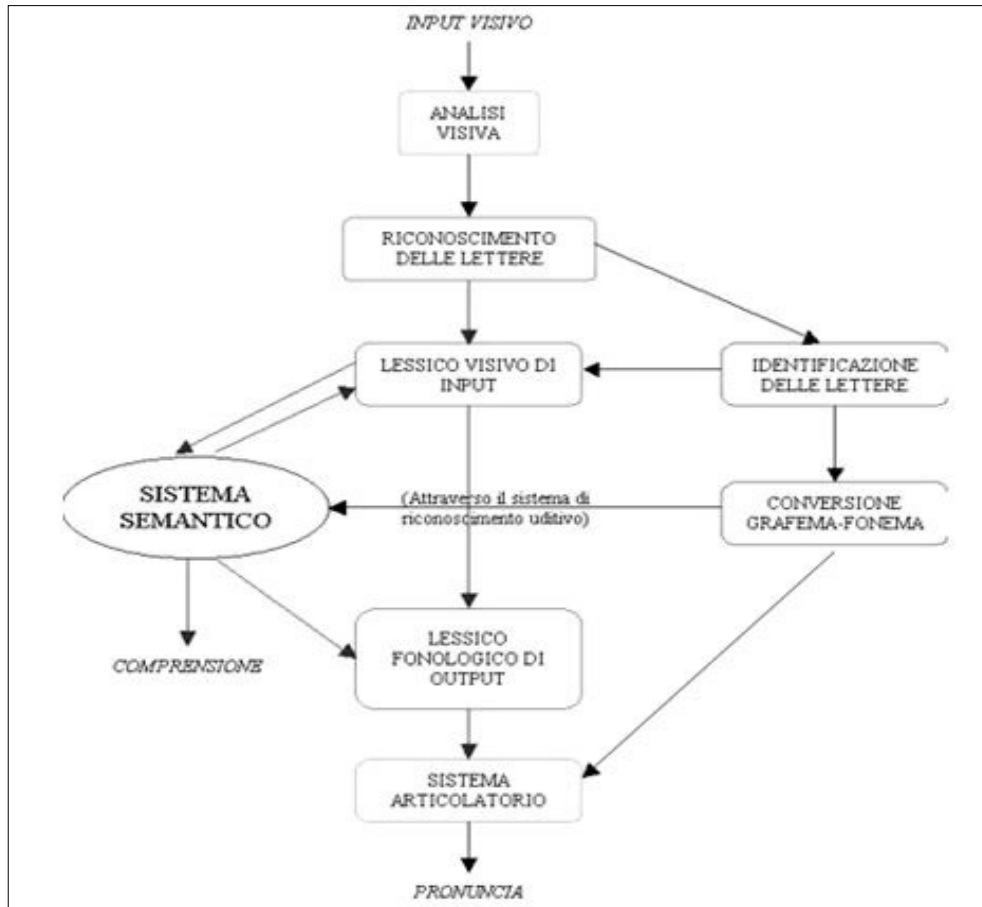 INPUT VISIVO
ANALISI
VISIVA
RICONOSCIMENTO
DELLE LETTERE
LESSICO VISIVO DI
INPUT
IDENTIFICAZIONE
DELLE LETTERE
SISTEMA
SEMANTICO
(Attraverso il sistema di
riconoscimento uditivo)
CONVERSIONE
GRAFEMA-FONEMA
LESSICO
FONOLOGICO DI
OUTPUT
COMPRENSIONE
SISTEMA
ARTICOLATORIO
PRONUNCIA